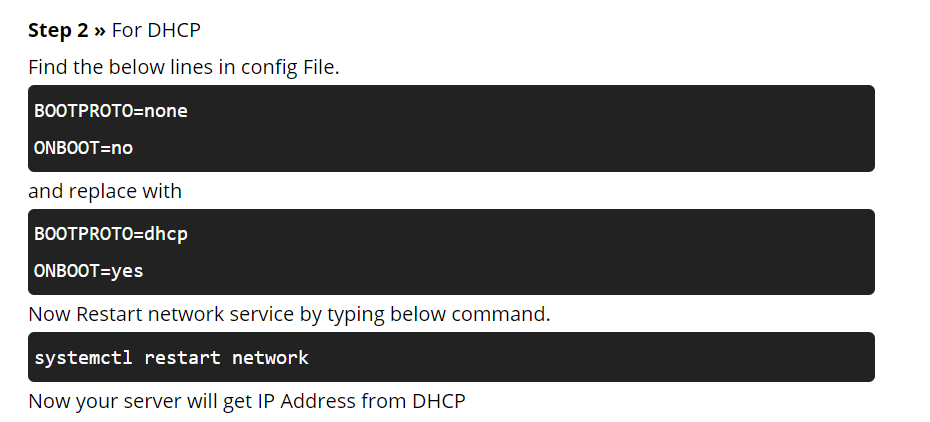 Step 2 » For DHCP
Find the below lines in config File.
BOOTPROTO=none
ONBOOT=no
and replace with
BOOTPROTO=dhcp
ONBOOT=yes
Now Restart network service by typing below command.
systemctl restart network
Now your server will get IP Address from DHCP